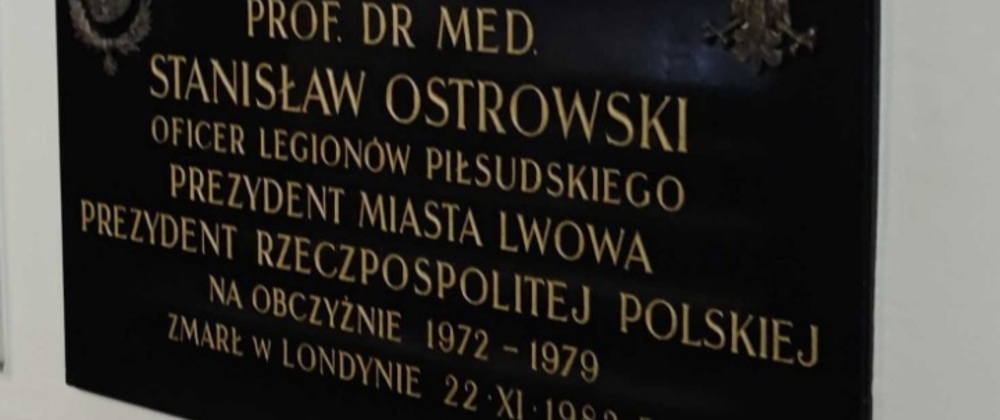 PROF. DR MED.
STANISŁAW OSTROWSKI
OFICER LEGIONÓW PIŁSUDSKIEGO
PREZYDENT MIASTA LWOWA
PREZYDENT RZECZPOSPOLITEJ POLSKIEJ
NA OBCZYŹNIE 1972 – 1979
ZMARŁ W LONDYNIE 22·XI·